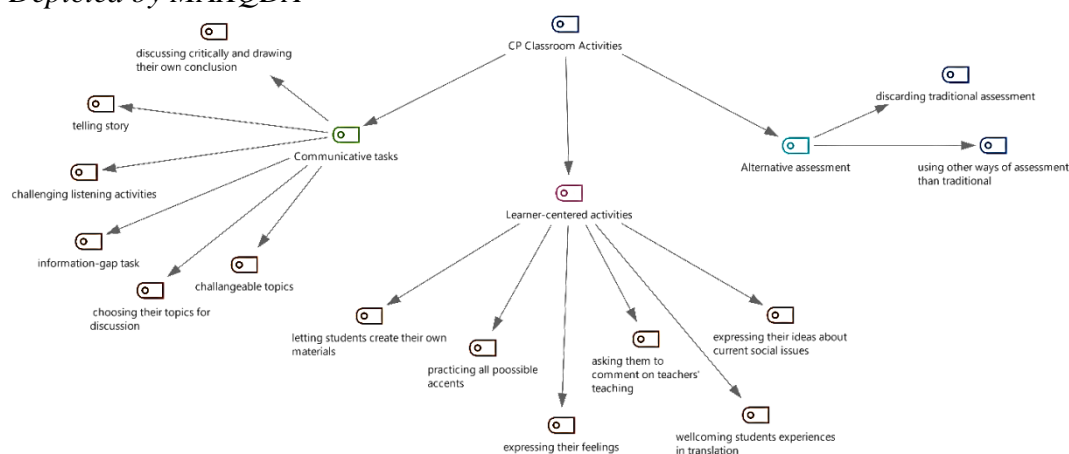 Depicted by MAXQDA
CP Classroom Activities
discussing critically and drawing
their own conclusion
telling story
Communicative tasks
challenging listening activities
information-gap task
choosing their topics for
discussion
challangeable topics
discarding traditional assessment
Alternative assessment
using other ways of assessment
than traditional
Learner-centered activities
letting students create their own
materials
practicing all poossible
accents
expressing their feelings
asking them to
comment on teachers'
teaching
wellcoming students experiences
in translation
expressing their ideas about
current social issues